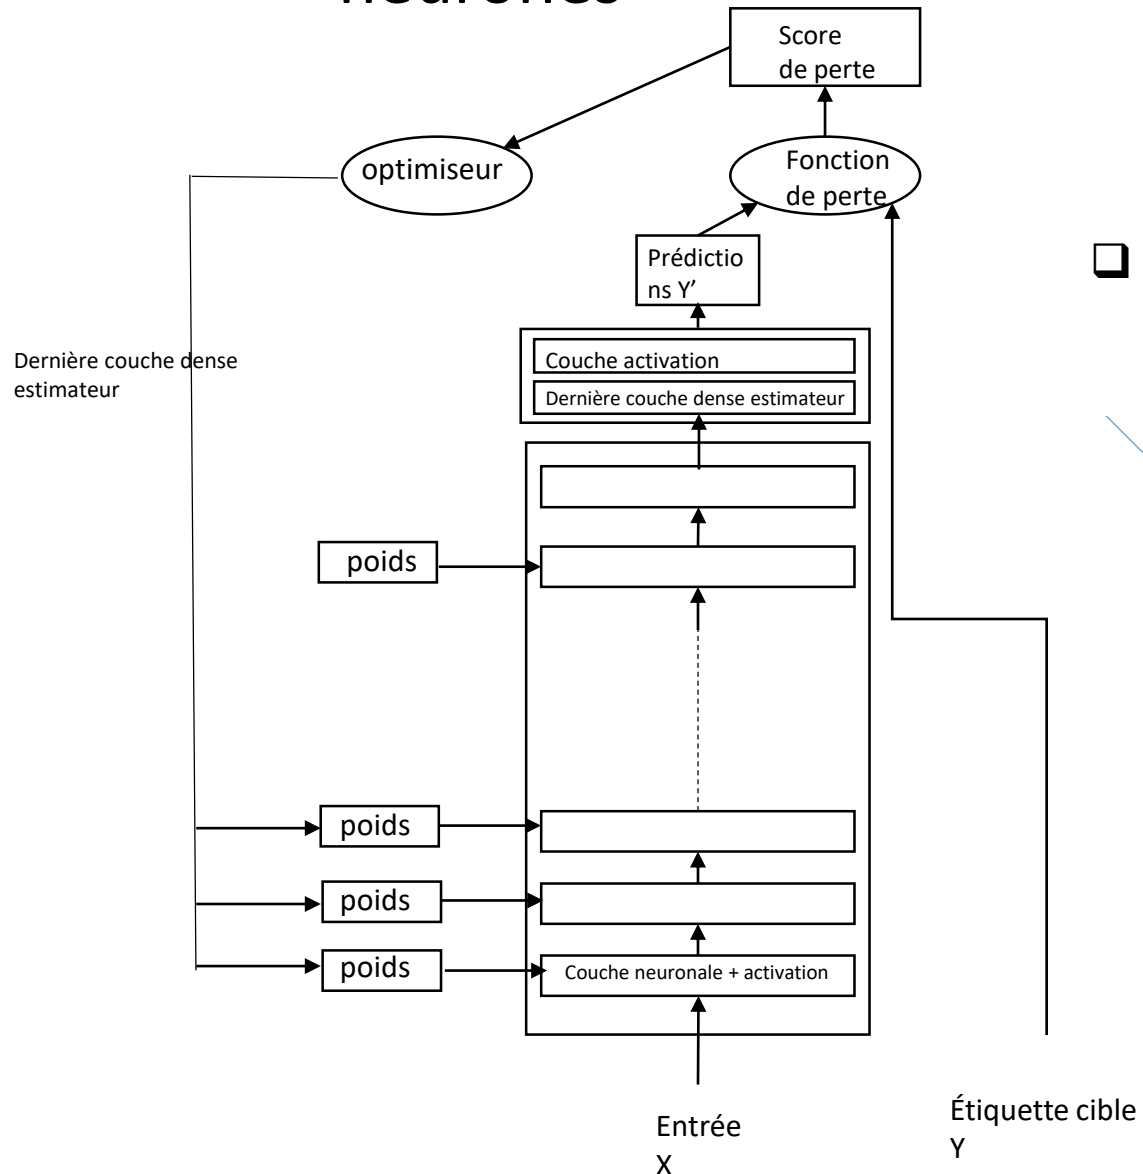 neurones
Score
de perte
optimiseur
Fonction
de perte
Prédictio
ns Y’
Dernière couche dense
estimateur
Couche activation
Dernière couche dense estimateur
poids
poids
poids
poids
Couche neuronale + activation
Entrée
X
Étiquette cible
Y